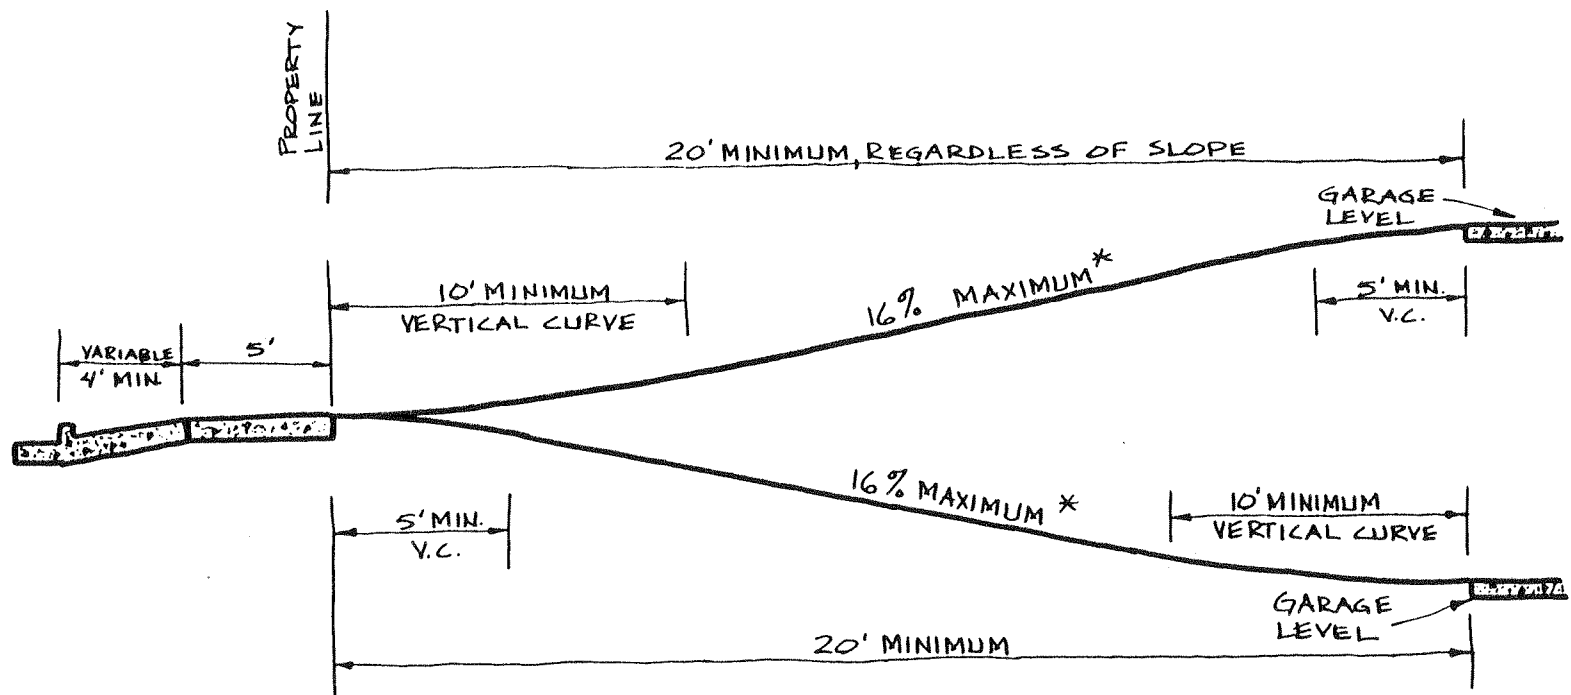 PROPERTY
LINE
20' MINIMUM, REGARDLESS OF SLOPE
GARAGE
LEVEL
10' MINIMUM
VERTICAL CURVE
16% MAXIMUM*
5' MIN.
V.C.
VARIABLE
4' MIN.
5'
5' MIN.
V.C.
16% MAXIMUM *
10' MINIMUM
VERTICAL CURVE
GARAGE
LEVEL
20' MINIMUM